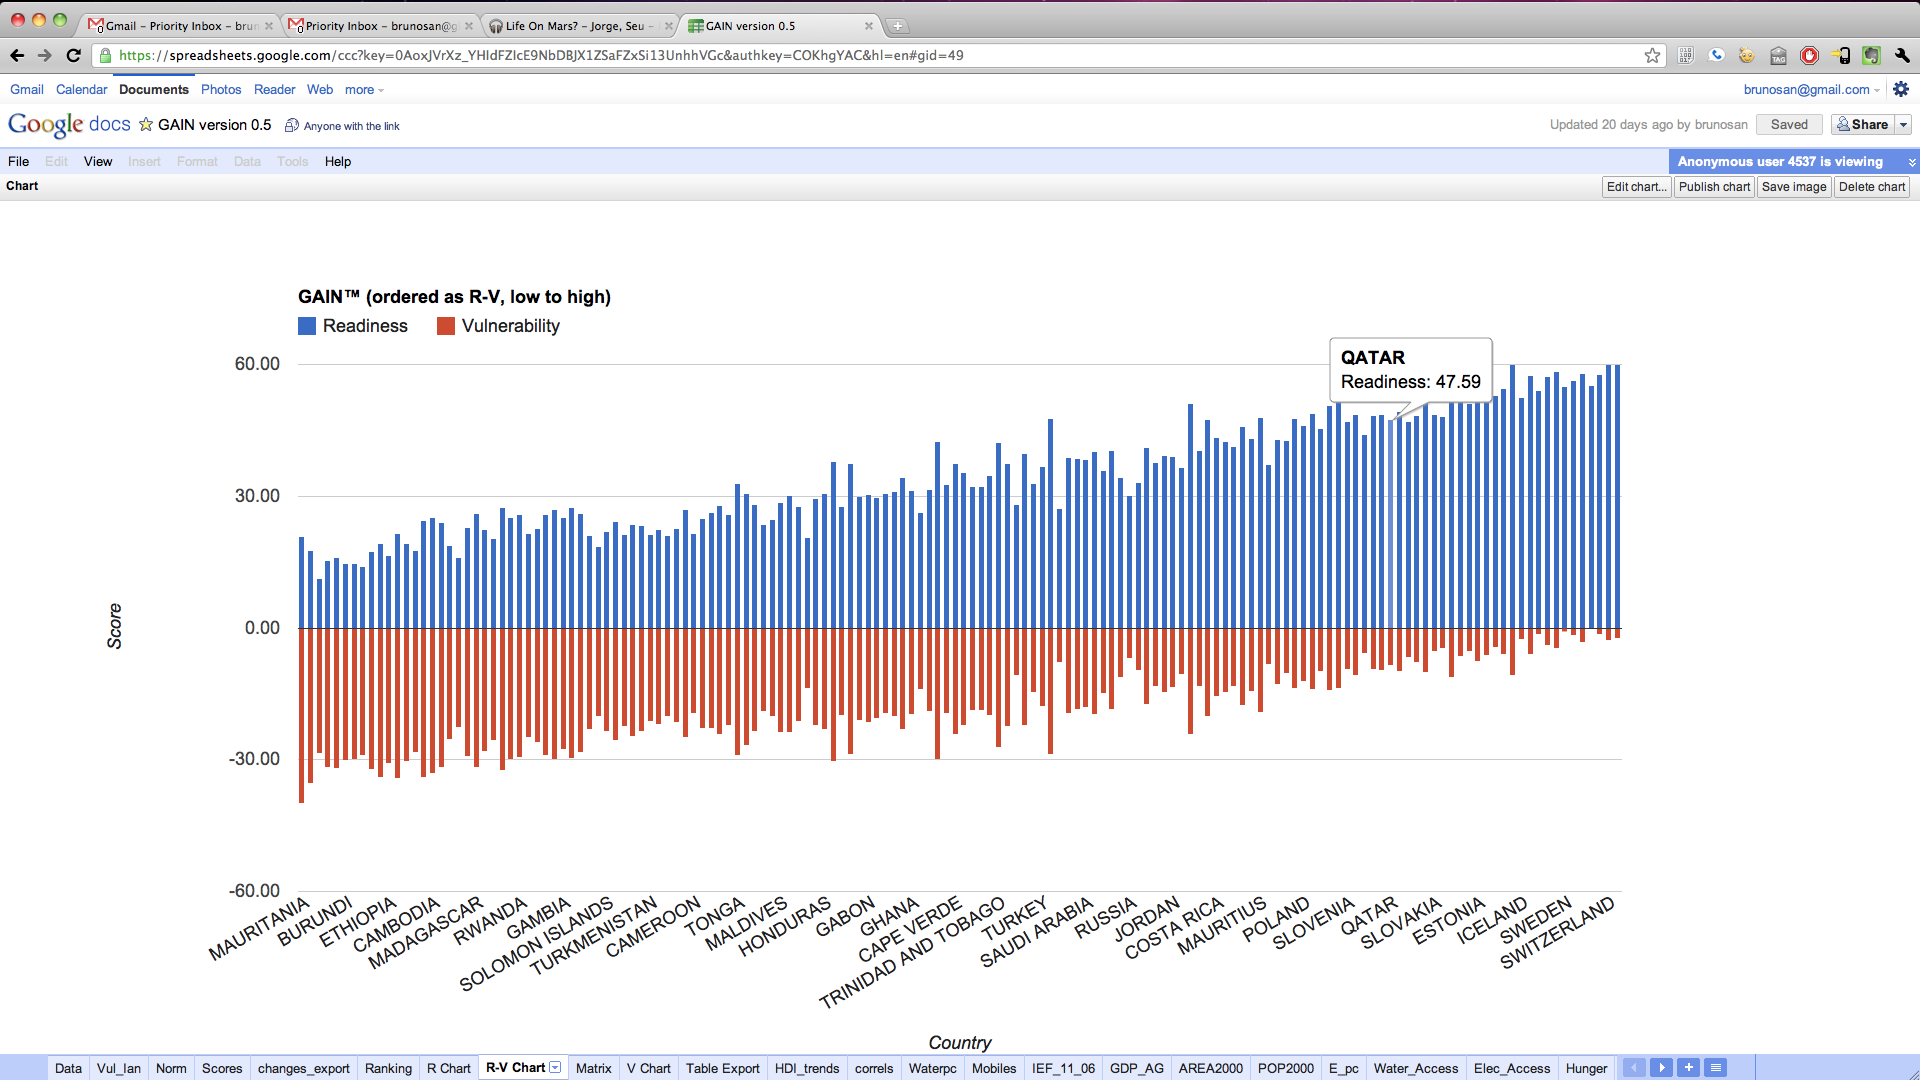 Gmail – Priority Inbox – brun
Priority Inbox – brunosan@g
Life On Mars? – Jorge, Seu –
GAIN version 0.5
https://spreadsheets.google.com/ccc?key=0AoxJVrXz_YHIdFZIcE9NbDBJX1ZSaFZxSi13UnhhVGc&authkey=COKhgYAC&hl=en#gid=49
Gmail Calendar Documents Photos Reader Web more
brunosan@gmail.com
Google docs GAIN version 0.5 Anyone with the link
Updated 20 days ago by brunosan Saved Share
File Edit View Insert Format Data Tools Help
Anonymous user 4537 is viewing
Chart
Edit chart... Publish chart Save image Delete chart
GAIN™ (ordered as R-V, low to high)
Readiness Vulnerability
QATAR
Readiness: 47.59
60.00
30.00
0.00
-30.00
-60.00
Score
MAURITANIA
BURUNDI
ETHIOPIA
CAMBODIA
MADAGASCAR
RWANDA
GAMBIA
SOLOMON ISLANDS
TURKMENISTAN
CAMEROON
TONGA
MALDIVES
HONDURAS
GABON
GHANA
CAPE VERDE
TRINIDAD AND TOBAGO
TURKEY
SAUDI ARABIA
RUSSIA
JORDAN
COSTA RICA
MAURITIUS
POLAND
SLOVENIA
QATAR
SLOVAKIA
ESTONIA
ICELAND
SWEDEN
SWITZERLAND
Country
Data Vul_Ian Norm Scores changes_export Ranking R Chart R-V Chart Matrix V Chart Table Export HDI_trends correls Waterpc Mobiles IEF_11_06 GDP_AG AREA2000 POP2000 E_pc Water_Access Elec_Access Hunger